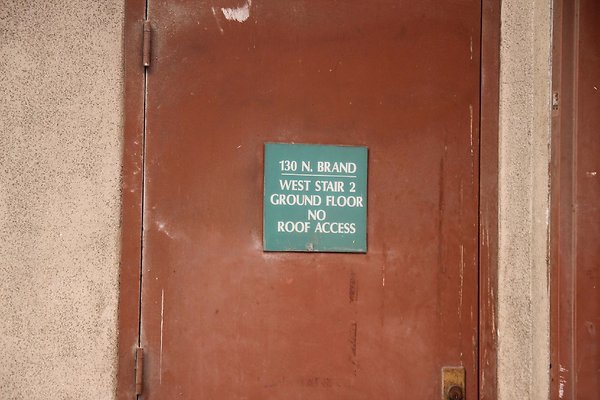 130 N. BRAND
WEST STAIR 2
GROUND FLOOR
NO
ROOF ACCESS